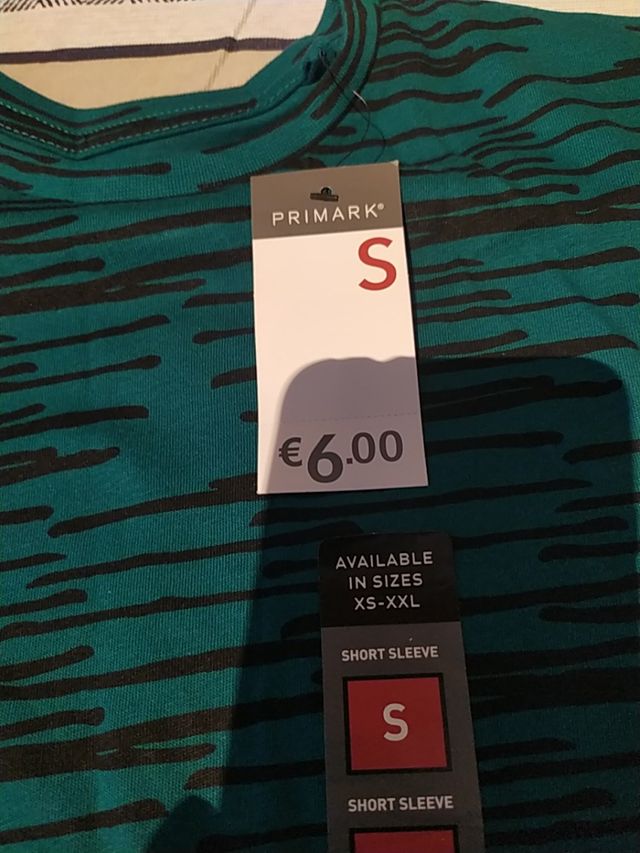 PRIMARK®
S
€6.00
AVAILABLE
IN SIZES
XS-XXL
SHORT SLEEVE
S
SHORT SLEEVE